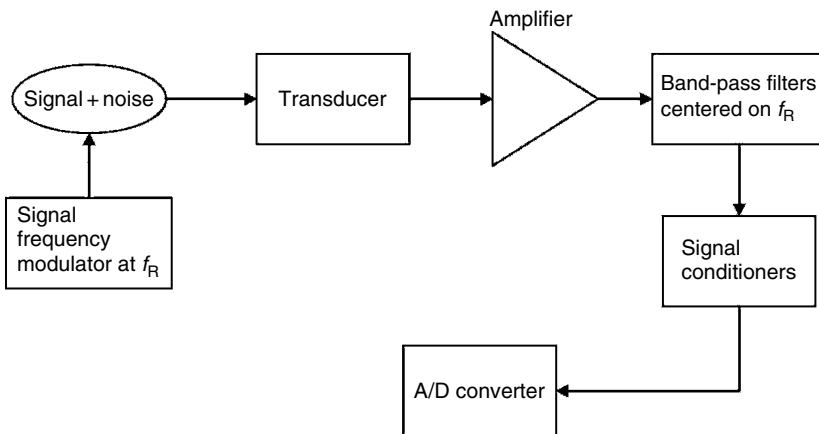 Amplifier
Signal + noise
Transducer
Band-pass filters
centered on fR
Signal
frequency
modulator at fR
Signal
conditioners
A/D converter